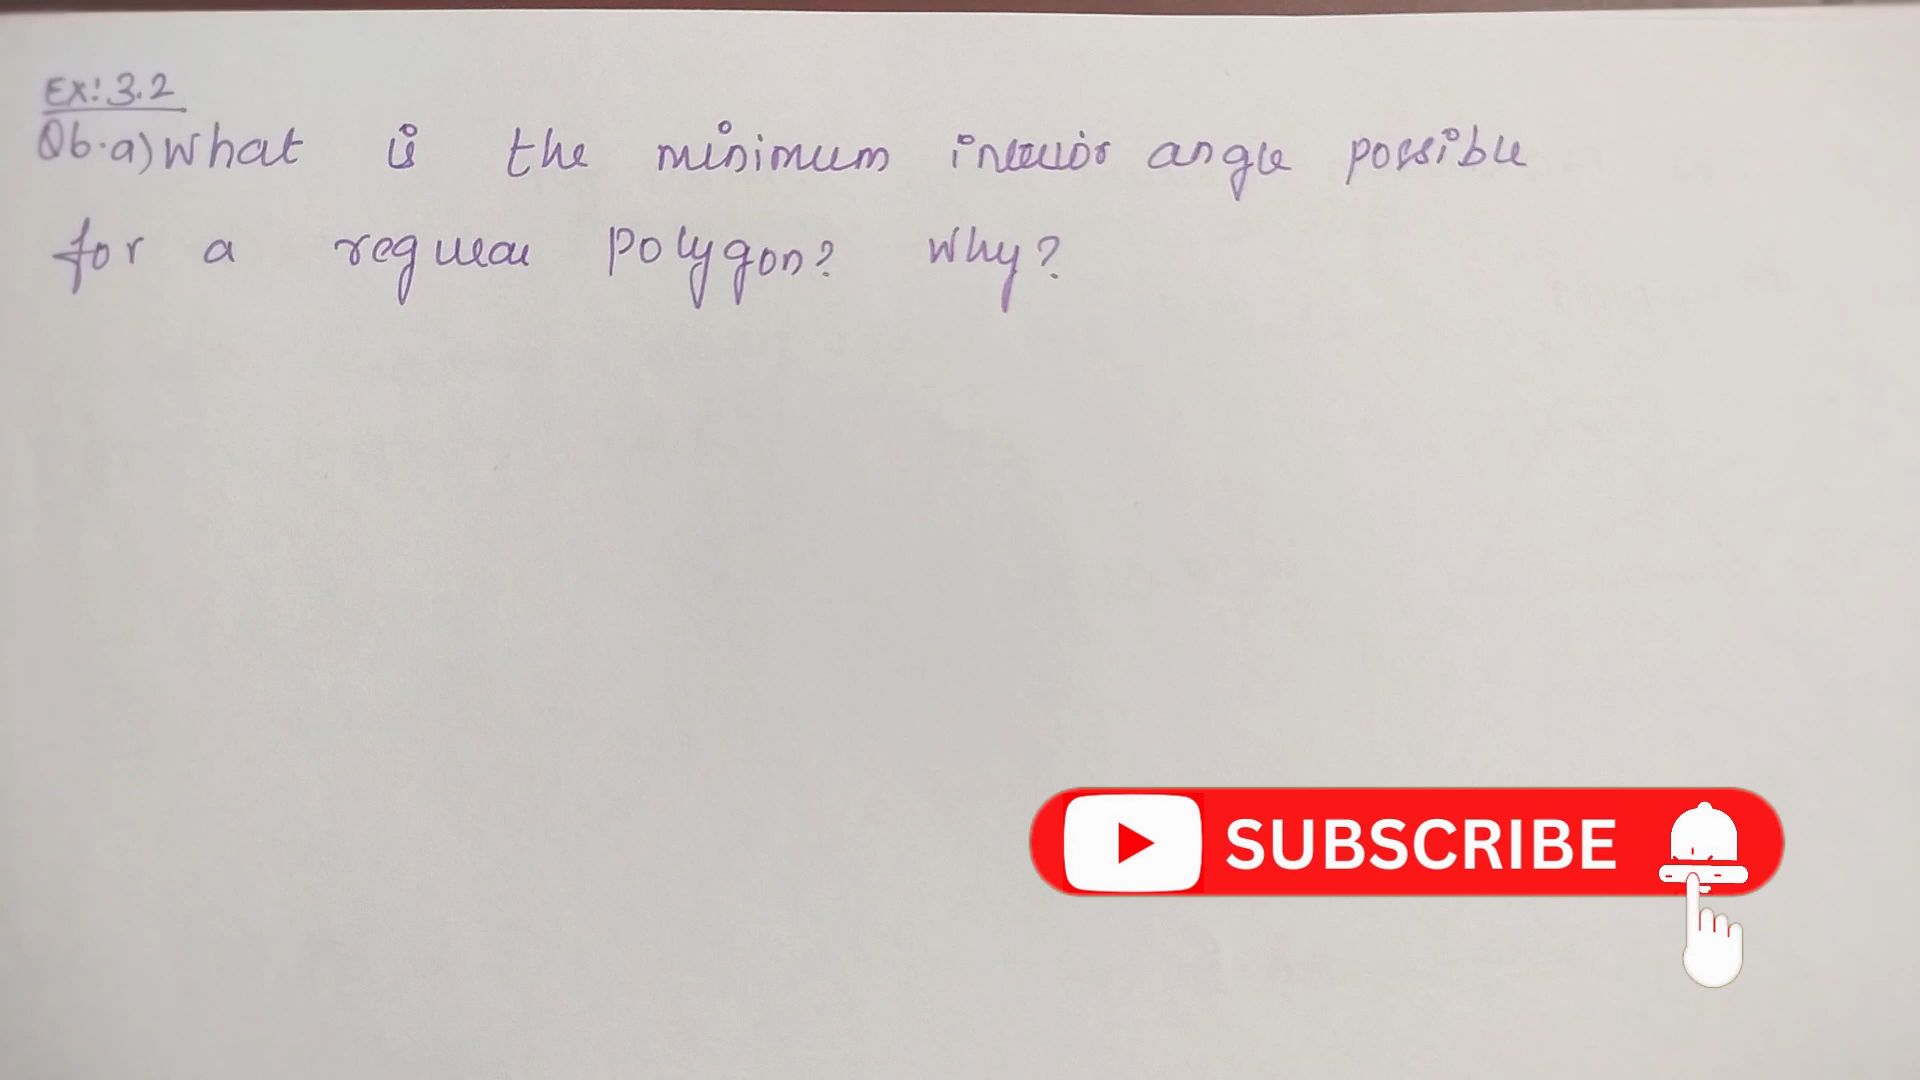 Ex: 3.2
Q6.a) What is the minimum interior angle possible
for a regular polygon? Why?
SUBSCRIBE